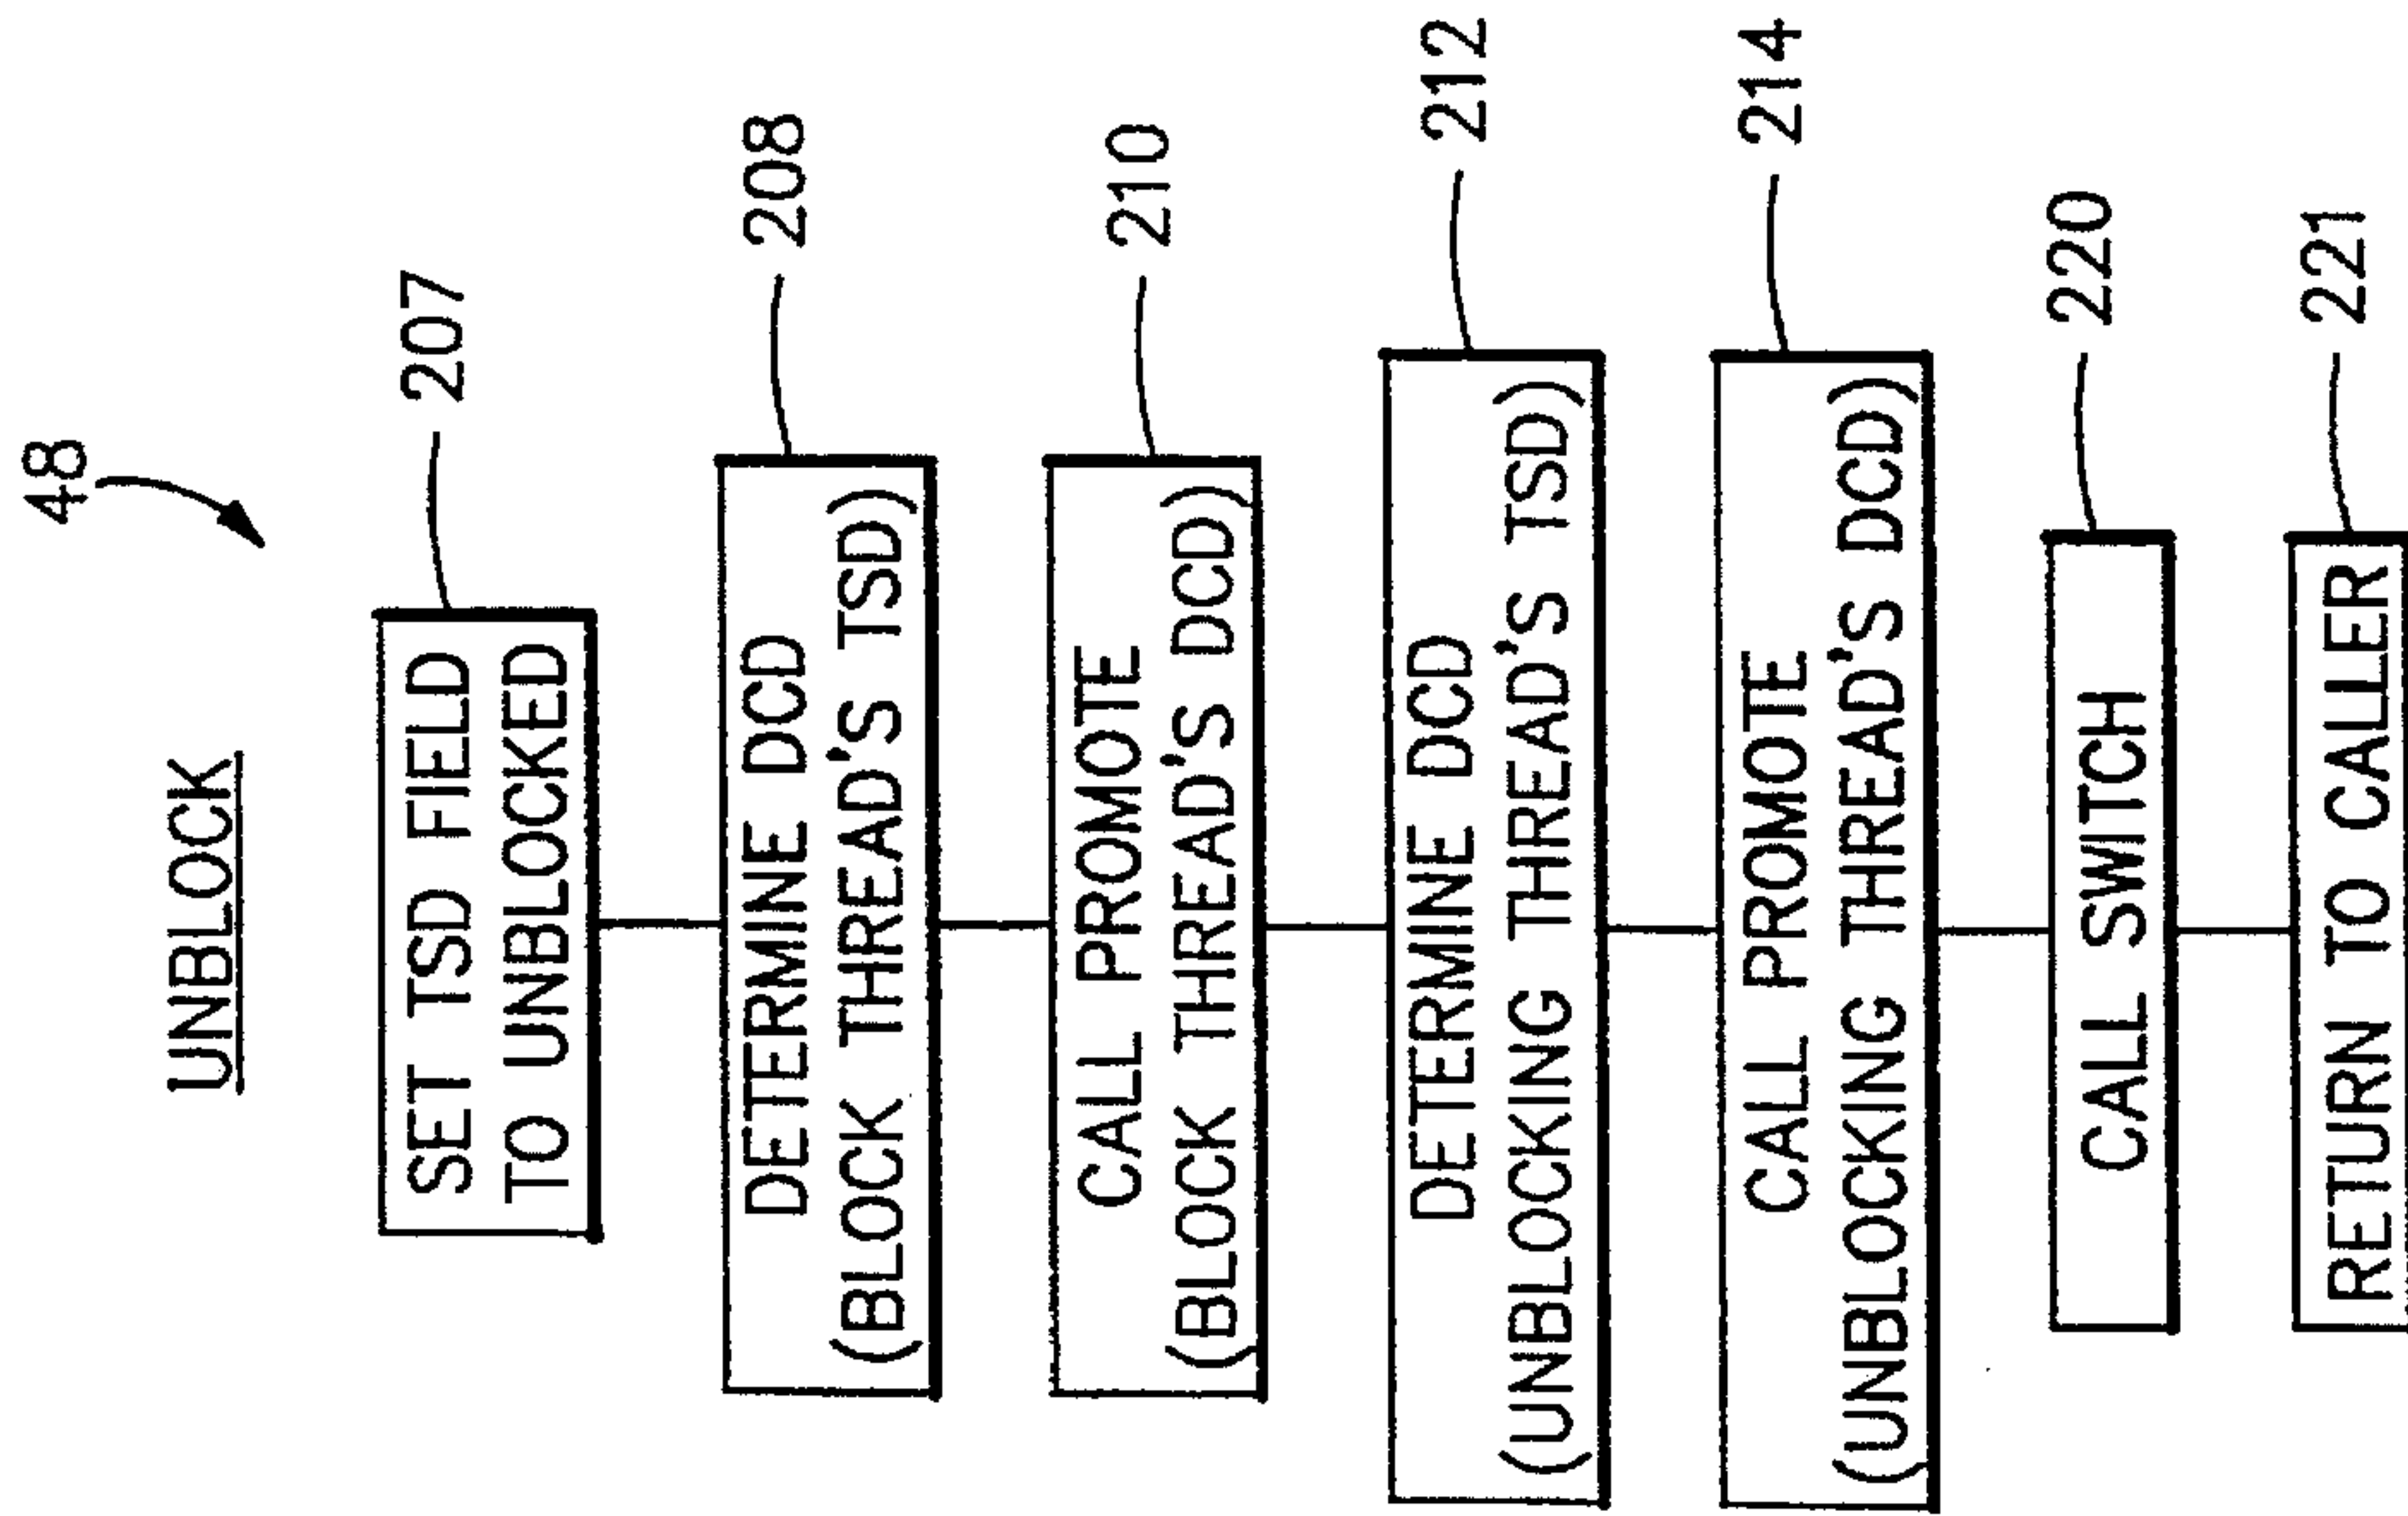 48
UNBLOCK
SET TSD FIELD
TO UNBLOCKED
207
DETERMINE DCD
(BLOCK THREAD'S TSD)
208
CALL PROMOTE
(BLOCK THREAD'S DCD)
210
DETERMINE DCD
(UNBLOCKING THREAD'S TSD)
212
CALL PROMOTE
(UNBLOCKING THREAD'S DCD)
214
CALL SWITCH
220
RETURN TO CALLER
221